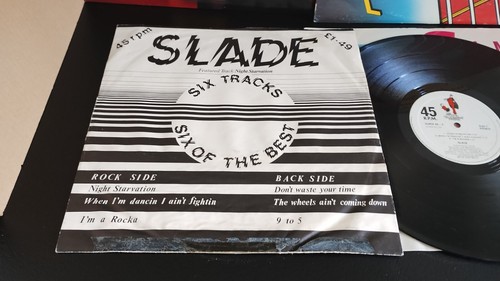 45 rpm
£1·49
SLADE
Featured Track Night Starvation
SIX TRACKS
SIX OF THE BEST
ROCK SIDE
Night Starvation
When I'm dancin I ain't fightin
I'm a Rocka
BACK SIDE
Don't waste your time
The wheels ain't coming down
9 to 5
45
R.P.M.